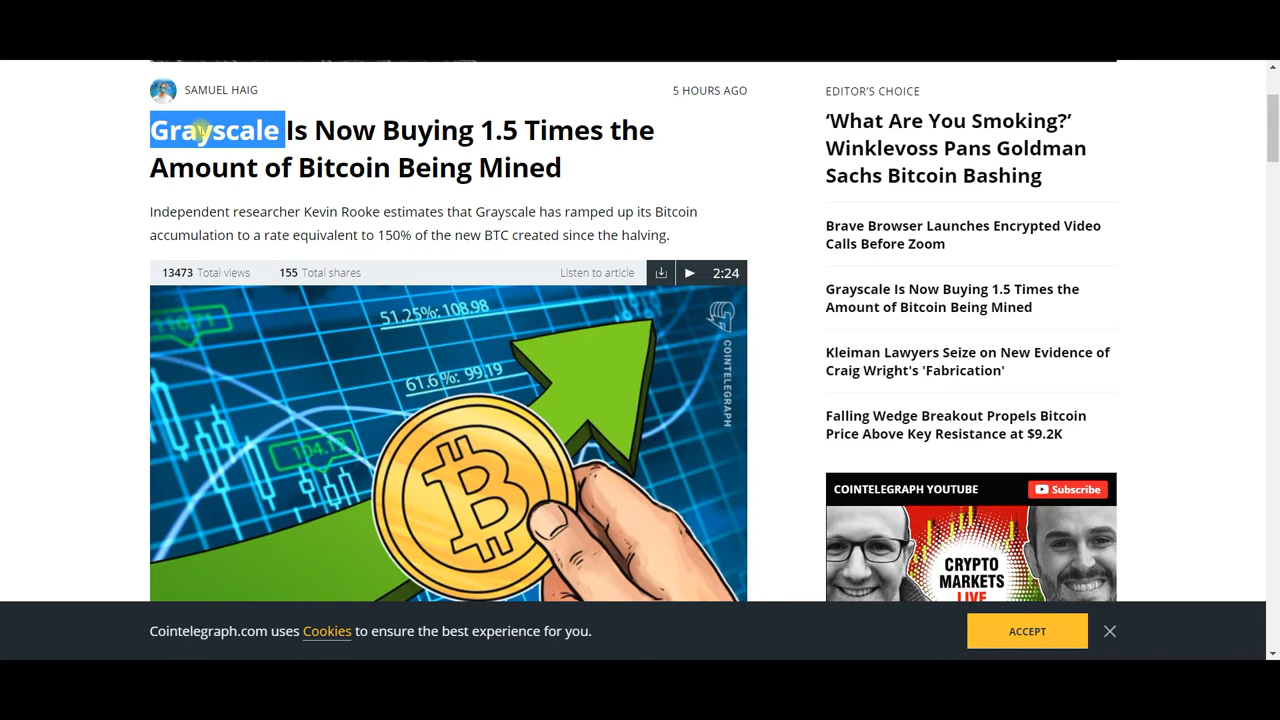 SAMUEL HAIG
5 HOURS AGO
Grayscale Is Now Buying 1.5 Times the
Amount of Bitcoin Being Mined
Independent researcher Kevin Rooke estimates that Grayscale has ramped up its Bitcoin
accumulation to a rate equivalent to 150% of the new BTC created since the halving.
13473 Total views
155 Total shares
Listen to article
2:24
51.25%: 108.98
61.6%: 99.19
COINTELEGRAPH
EDITOR'S CHOICE
‘What Are You Smoking?’
Winklevoss Pans Goldman
Sachs Bitcoin Bashing
Brave Browser Launches Encrypted Video
Calls Before Zoom
Grayscale Is Now Buying 1.5 Times the
Amount of Bitcoin Being Mined
Kleiman Lawyers Seize on New Evidence of
Craig Wright's 'Fabrication'
Falling Wedge Breakout Propels Bitcoin
Price Above Key Resistance at $9.2K
COINTELEGRAPH YOUTUBE
Subscribe
CRYPTO
MARKETS
LIVE
Cointelegraph.com uses Cookies to ensure the best experience for you.
ACCEPT